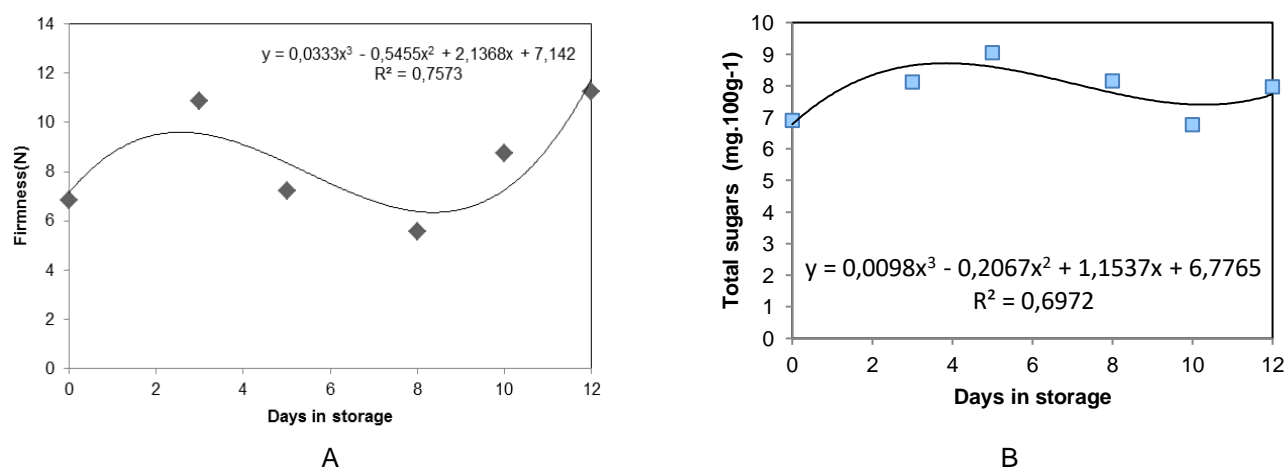 14
12
10
8
6
4
2
0
Firmness(N)
y = 0,0333x³ - 0,5455x² + 2,1368x + 7,142
R² = 0,7573
0 2 4 6 8 10 12
Days in storage
A
10
9
8
7
6
5
4
3
2
1
0
Total sugars (mg.100g-1)
y = 0,0098x³ - 0,2067x² + 1,1537x + 6,7765
R² = 0,6972
0 2 4 6 8 10 12
Days in storage
B